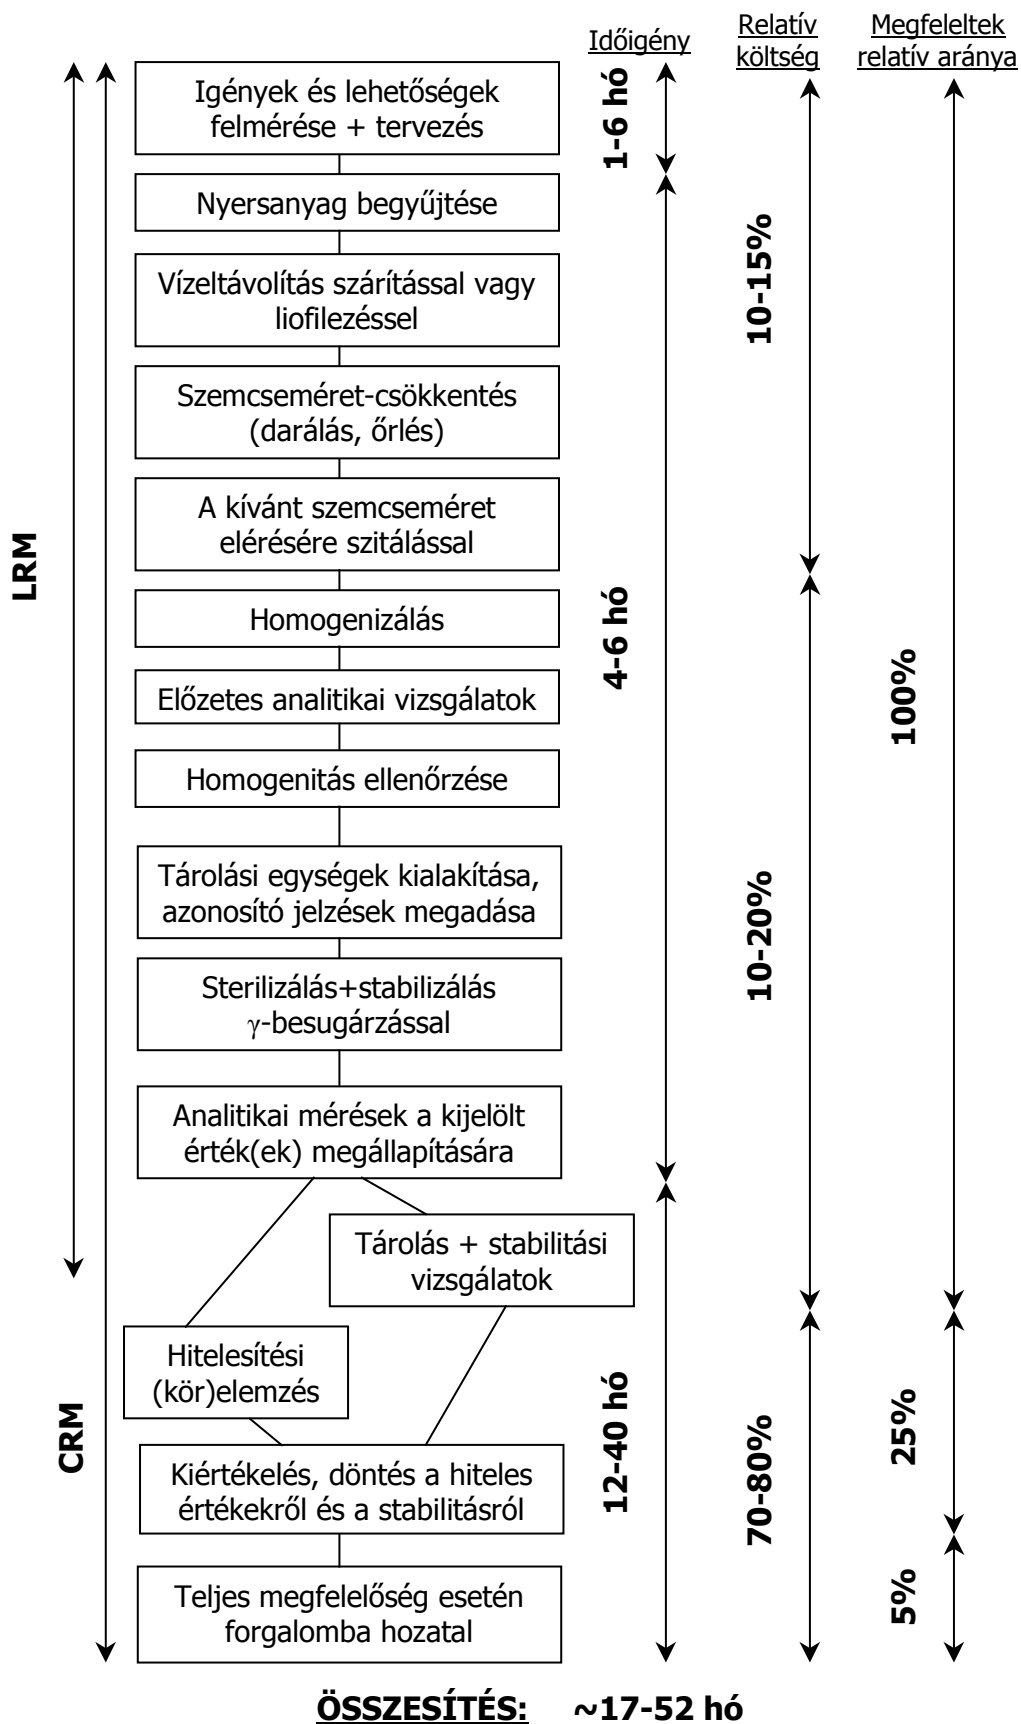 Időigény
Relatív
költség
Megfeleltek
relatív aránya
Igények és lehetőségek
felmérése + tervezés
1-6 hó
Nyersanyag begyűjtése
Vízeltávolítás szárítással vagy
liofilezéssel
10-15%
Szemcseméret-csökkentés
(darálás, őrlés)
A kívánt szemcseméret
elérésére szitálással
LRM
Homogenizálás
4-6 hó
Előzetes analitikai vizsgálatok
100%
Homogenitás ellenőrzése
Tárolási egységek kialakítása,
azonosító jelzések megadása
10-20%
Sterilizálás+stabilizálás
γ-besugárzással
Analitikai mérések a kijelölt
érték(ek) megállapítására
Tárolás + stabilitási
vizsgálatok
Hitelesítési
(kör)elemzés
CRM
12-40 hó
70-80%
25%
Kiértékelés, döntés a hiteles
értékekről és a stabilitásról
Teljes megfelelőség esetén
forgalomba hozatal
5%
ÖSSZESÍTÉS: ~17-52 hó